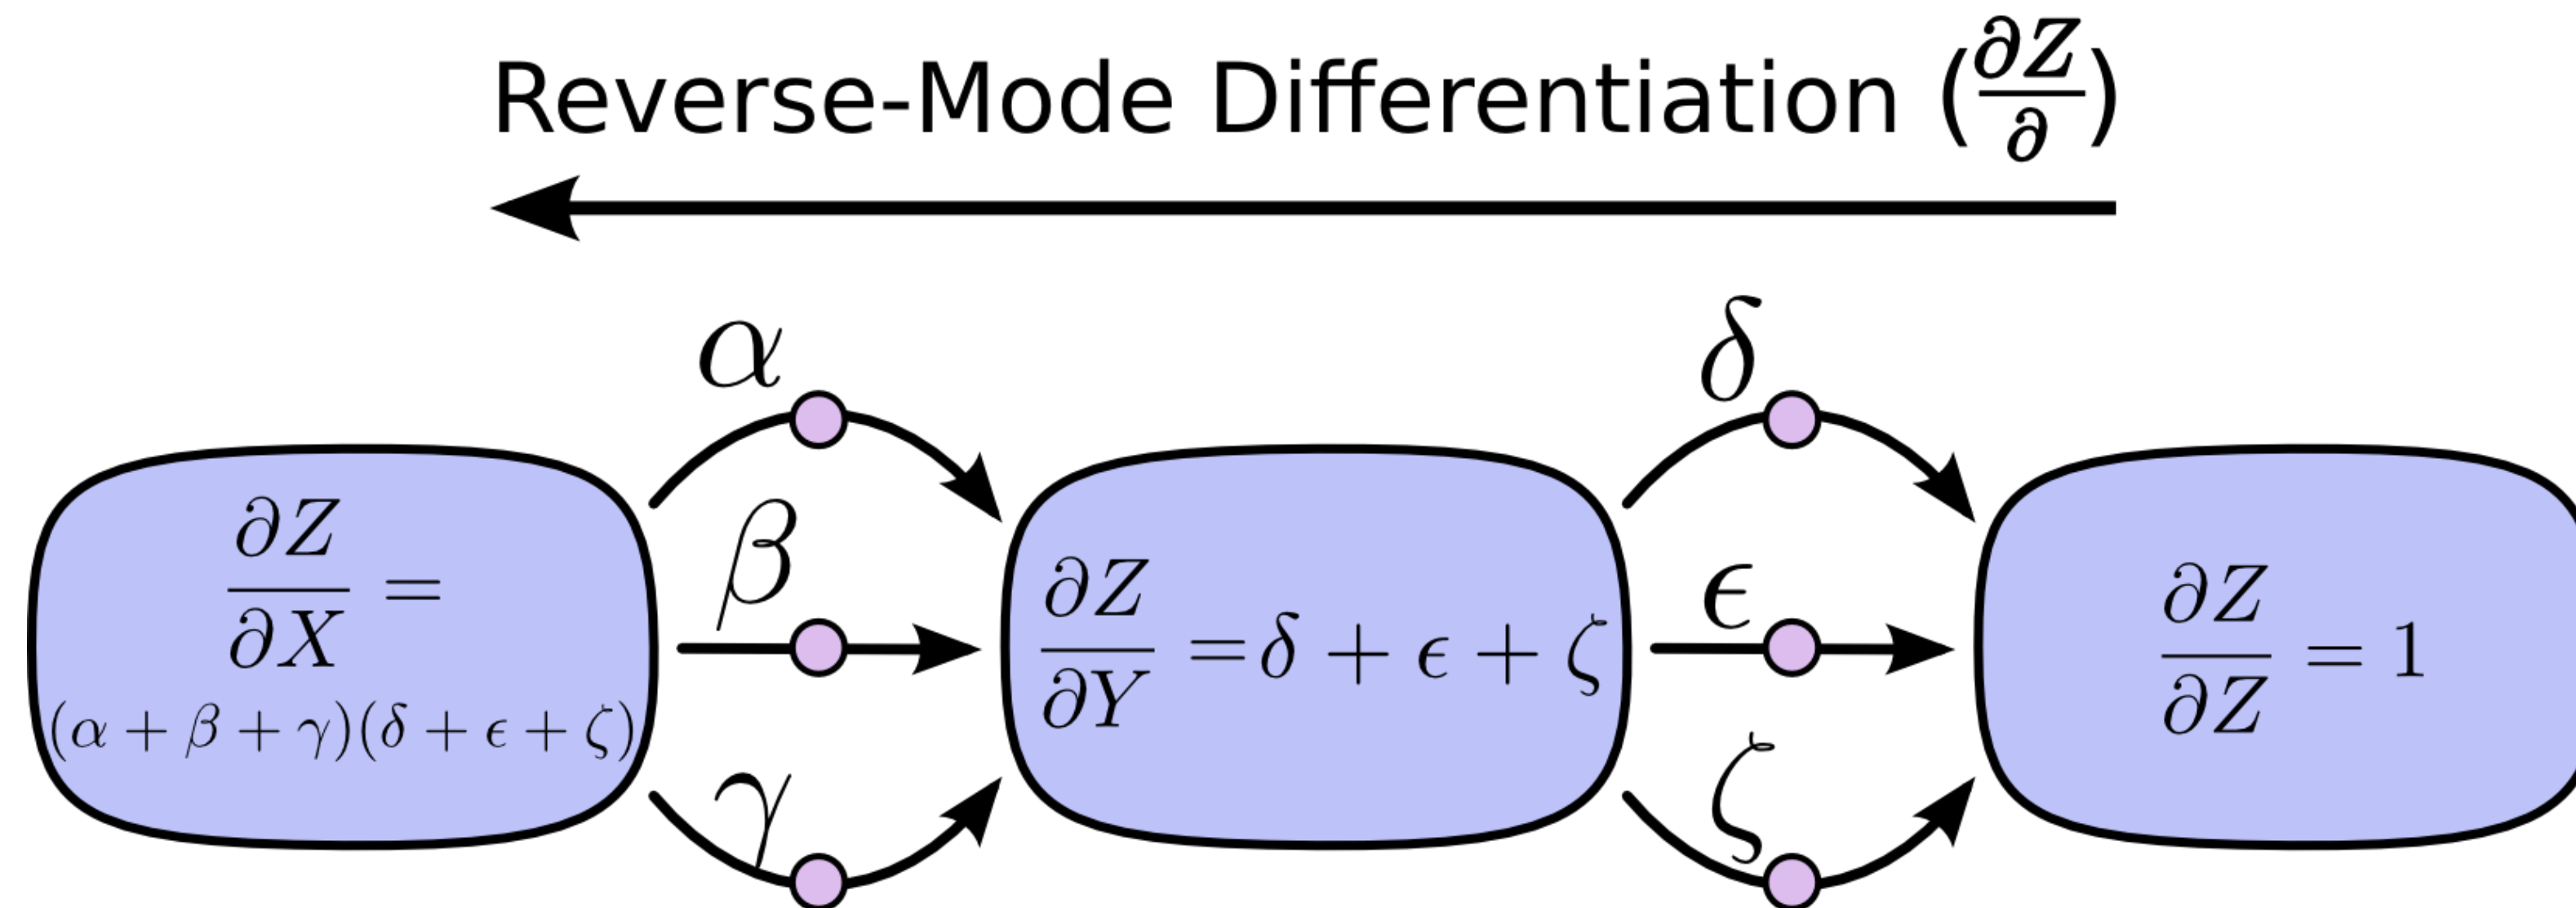 Reverse-Mode Differentiation (∂Z/∂)
α
δ
β
ϵ
γ
ζ
∂Z/∂X =
(α + β + γ)(δ + ϵ + ζ)
∂Z/∂Y = δ + ϵ + ζ
∂Z/∂Z = 1